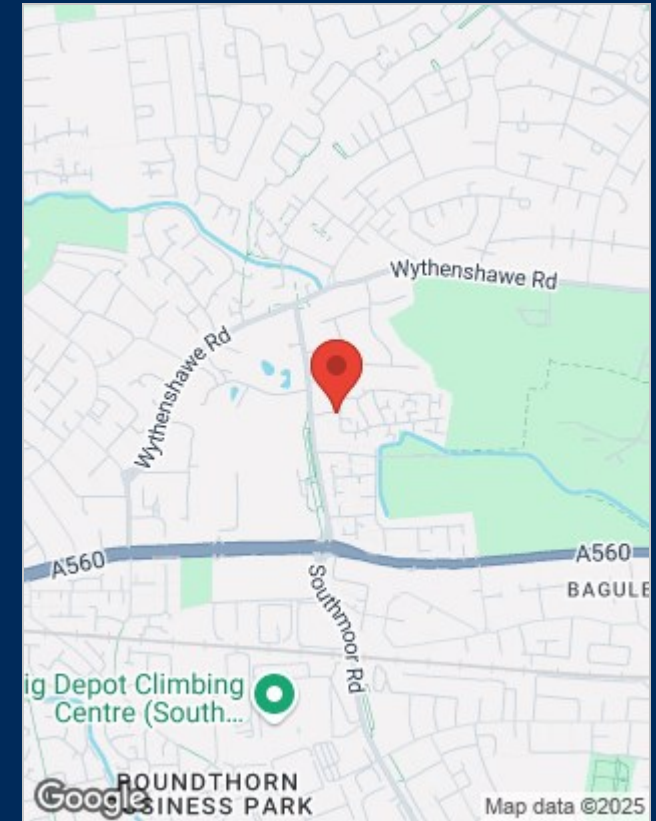 Wythenshawe Rd
Wythenshawe Rd
A560
A560
BAGULE
Southmoor Rd
ig Depot Climbing
Centre (South...
ROUNDTHORN
BUSINESS PARK
Google
Map data ©2025